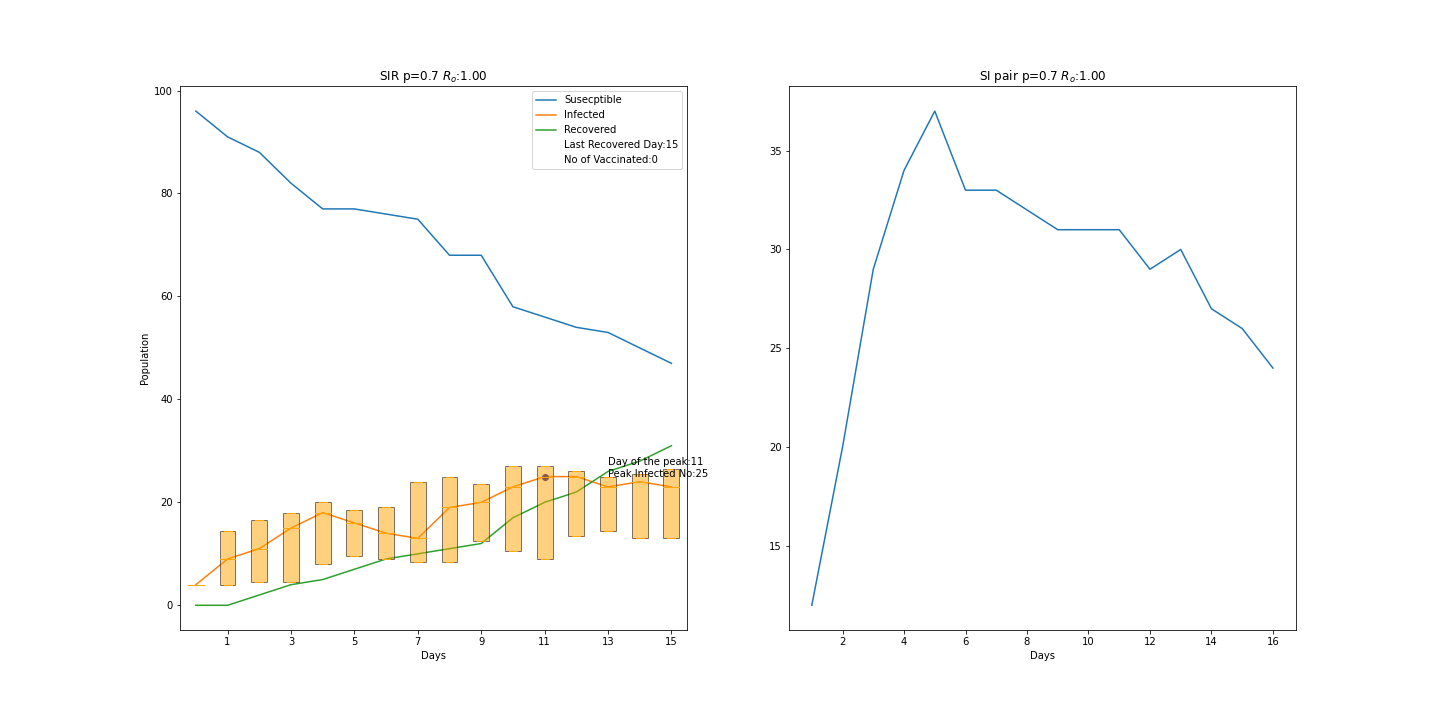 SIR p=0.7 Rₒ:1.00
100
80
60
40
20
0
Population
Susecptible
Infected
Recovered
Last Recovered Day:15
No of Vaccinated:0
Day of the peak:11
Peak Infected No:25
1 3 5 7 9 11 13 15
Days
SI pair p=0.7 Rₒ:1.00
35
30
25
20
15
2 4 6 8 10 12 14 16
Days